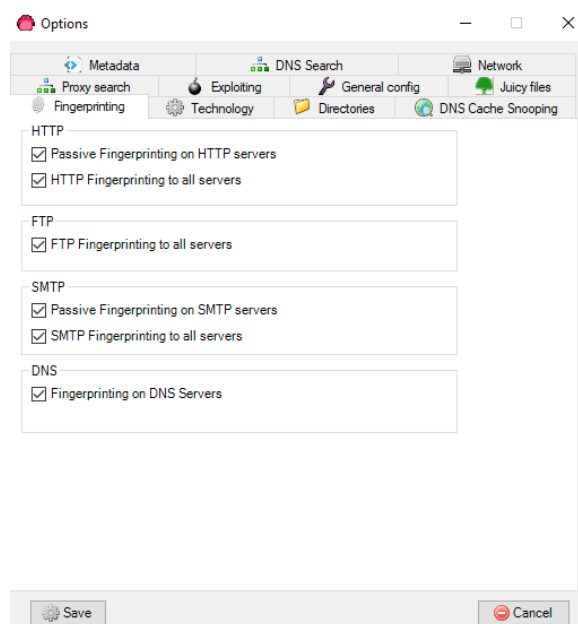 Options
Metadata
DNS Search
Network
Proxy search
Exploiting
General config
Juicy files
Fingerprinting
Technology
Directories
DNS Cache Snooping
HTTP
Passive Fingerprinting on HTTP servers
HTTP Fingerprinting to all servers
FTP
FTP Fingerprinting to all servers
SMTP
Passive Fingerprinting on SMTP servers
SMTP Fingerprinting to all servers
DNS
Fingerprinting on DNS Servers
Save
Cancel